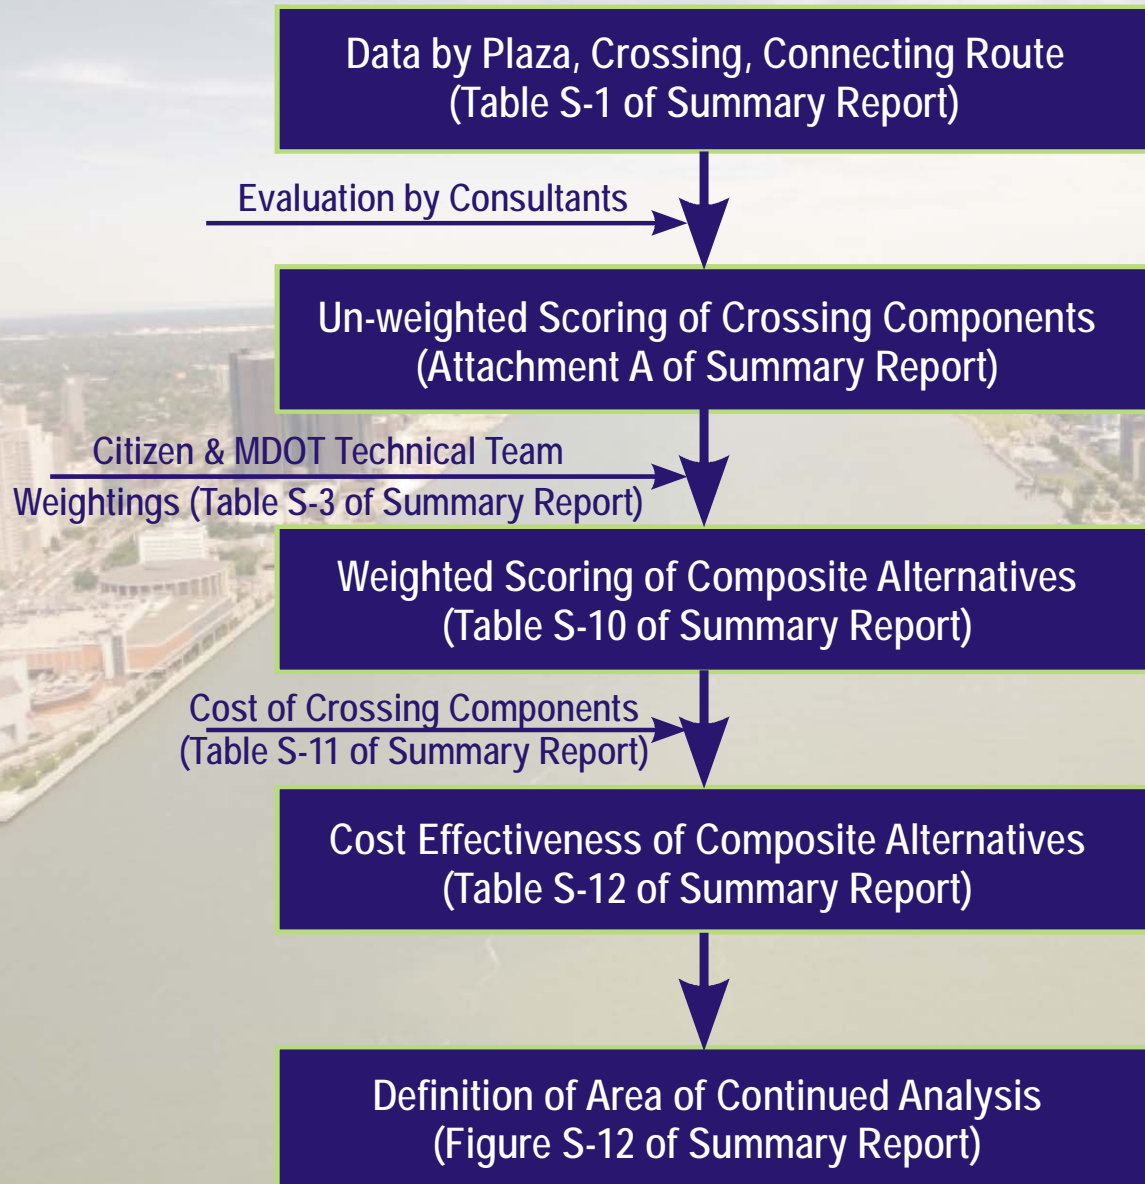 Data by Plaza, Crossing, Connecting Route
(Table S-1 of Summary Report)
Evaluation by Consultants
Un-weighted Scoring of Crossing Components
(Attachment A of Summary Report)
Citizen & MDOT Technical Team
Weightings (Table S-3 of Summary Report)
Weighted Scoring of Composite Alternatives
(Table S-10 of Summary Report)
Cost of Crossing Components
(Table S-11 of Summary Report)
Cost Effectiveness of Composite Alternatives
(Table S-12 of Summary Report)
Definition of Area of Continued Analysis
(Figure S-12 of Summary Report)